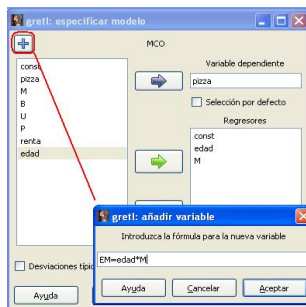 gretl: especificar modelo
MCO
const
pizza
M
B
U
P
renta
edad
Variable dependiente
pizza
Selección por defecto
Regresores
const
edad
M
gretl: añadir variable
Introduzca la fórmula para la nueva variable
EM=edad*M
Ayuda
Cancelar
Aceptar
Desviaciones
Ayuda